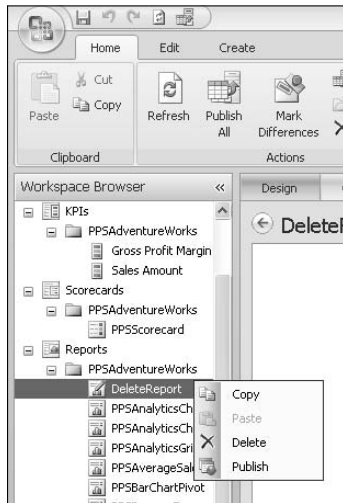 Home Edit Create
Paste
Cut
Copy
Refresh
Publish
All
Mark
Differences
Clipboard Actions
Workspace Browser «
Design
KPIs
PPSAdventureWorks
Gross Profit Margin
Sales Amount
Scorecards
PPSAdventureWorks
PPSScorecard
Reports
PPSAdventureWorks
DeleteReport
PPSAnalyticsCh
PPSAnalyticsCh
PPSAnalyticsGri
PPSAverageSal
PPSBarChartPivot
Copy
Paste
Delete
Publish